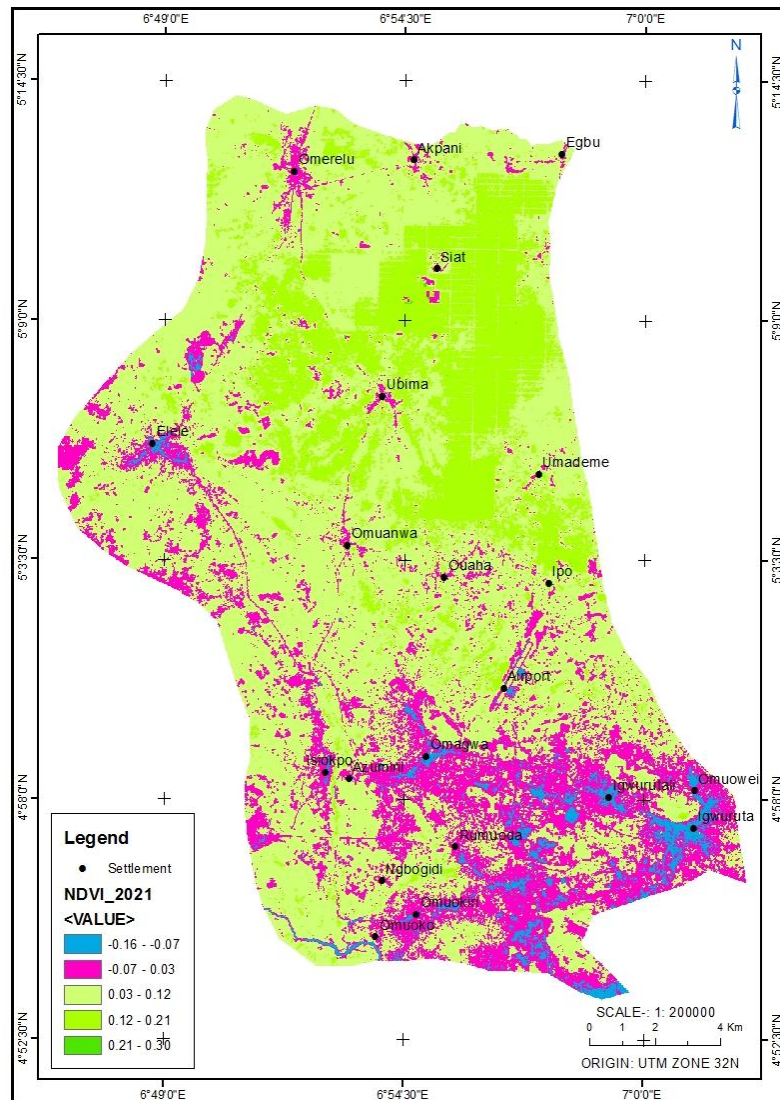 6°49'0"E 6°54'30"E 7°0'0"E
N
5°14'30"N 5°14'30"N
Egbu
Akpani
Omerelu
Siat
5°9'0"N 5°9'0"N
Ubima
Elele
Umademe
Omuanwa
5°3'30"N 5°3'30"N
Ouaha
Ipo
Airport
Omagwa
Isiokpo
Azumini
Omuowei
Igwurutali
4°58'0"N 4°58'0"N
Igwuruta
Rumuoda
Ngbogidi
Omuokiri
Omuoko
Legend
Settlement
NDVI_2021
<VALUE>
-0.16 - -0.07
-0.07 - 0.03
0.03 - 0.12
0.12 - 0.21
0.21 - 0.30
SCALE-: 1: 200000
0 1 2 4 Km
4°52'30"N 4°52'30"N
ORIGIN: UTM ZONE 32N
6°49'0"E 6°54'30"E 7°0'0"E